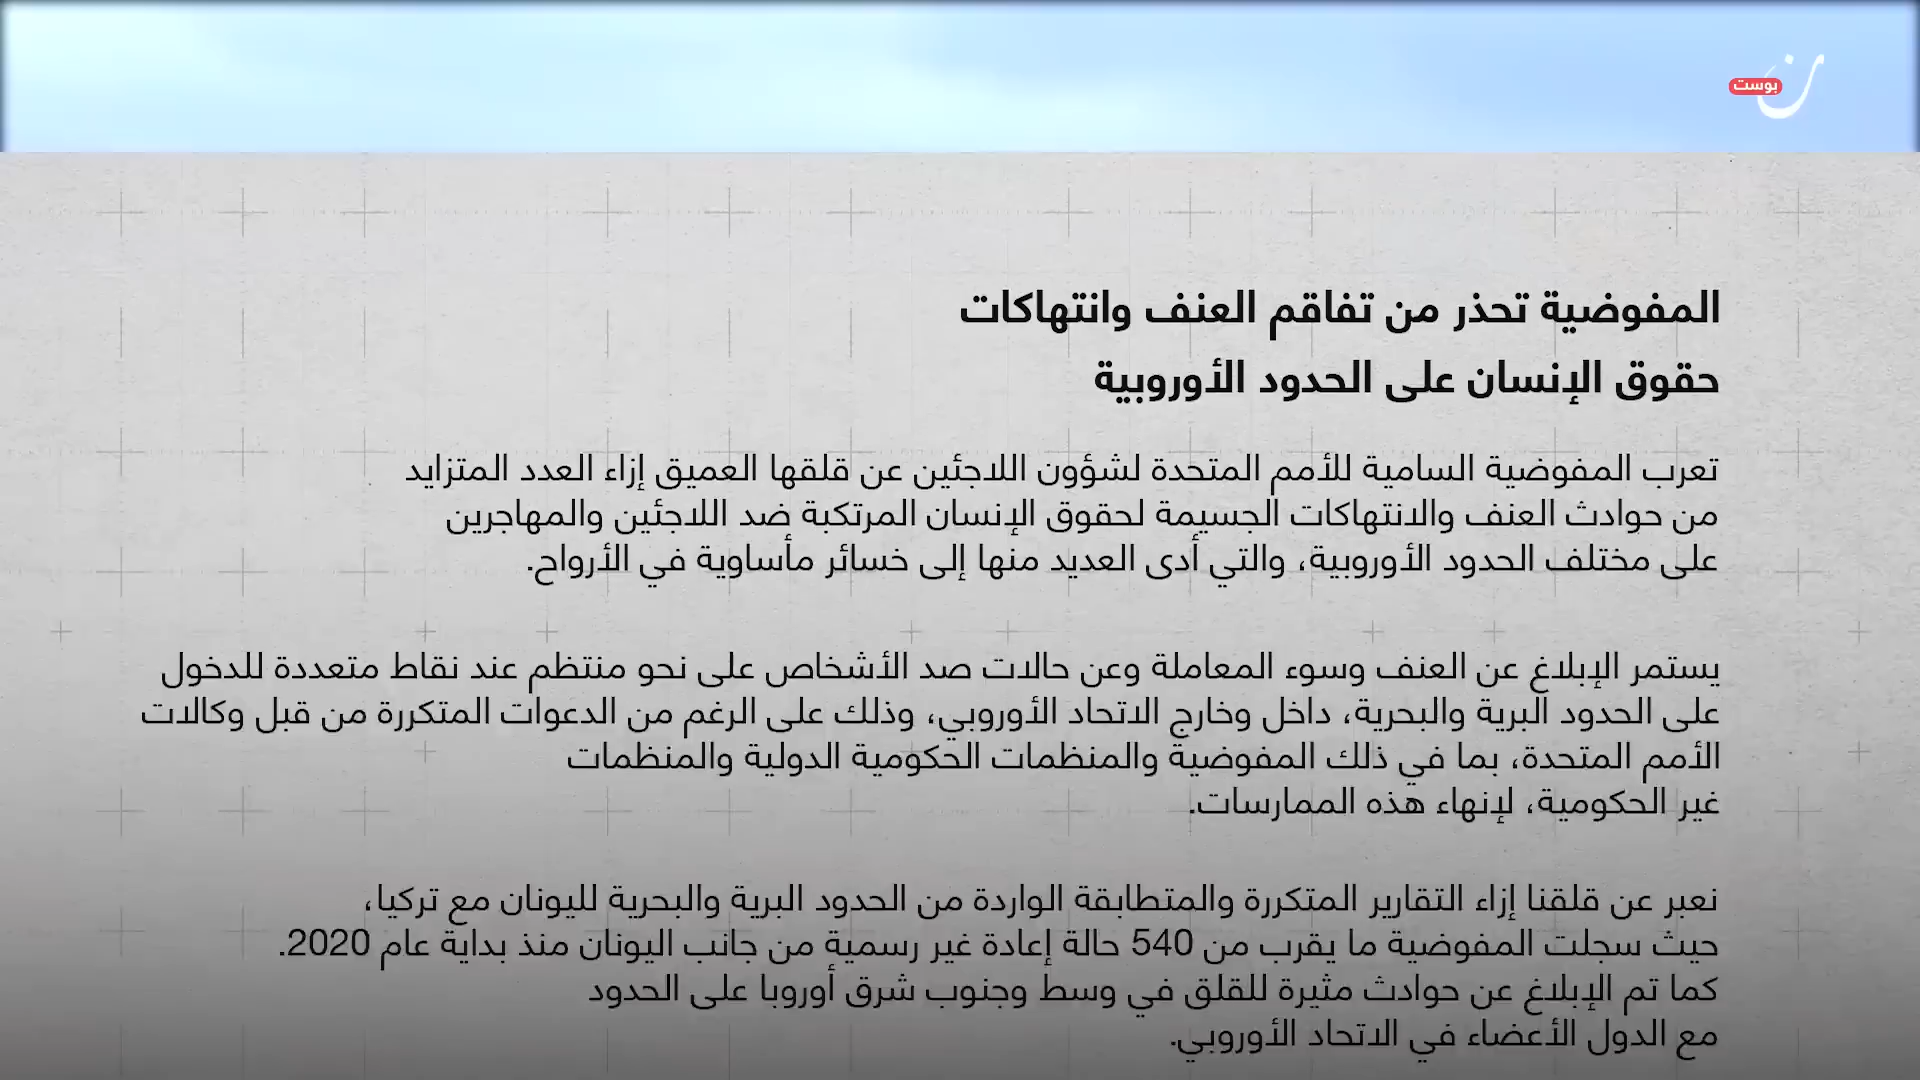 ن بوست
المفوضية تحذر من تفاقم العنف وانتهاكات
حقوق الإنسان على الحدود الأوروبية
تعرب المفوضية السامية للأمم المتحدة لشؤون اللاجئين عن قلقها العميق إزاء العدد المتزايد
من حوادث العنف والانتهاكات الجسيمة لحقوق الإنسان المرتكبة ضد اللاجئين والمهاجرين
على مختلف الحدود الأوروبية، والتي أدى العديد منها إلى خسائر مأساوية في الأرواح.
يستمر الإبلاغ عن العنف وسوء المعاملة وعن حالات صد الأشخاص على نحو منتظم عند نقاط متعددة للدخول
على الحدود البرية والبحرية، داخل وخارج الاتحاد الأوروبي، وذلك على الرغم من الدعوات المتكررة من قبل وكالات
الأمم المتحدة، بما في ذلك المفوضية والمنظمات الحكومية الدولية والمنظمات
غير الحكومية، لإنهاء هذه الممارسات.
نعبر عن قلقنا إزاء التقارير المتكررة والمتطابقة الواردة من الحدود البرية والبحرية لليونان مع تركيا،
حيث سجلت المفوضية ما يقرب من 540 حالة إعادة غير رسمية من جانب اليونان منذ بداية عام 2020.
كما تم الإبلاغ عن حوادث مثيرة للقلق في وسط وجنوب شرق أوروبا على الحدود
مع الدول الأعضاء في الاتحاد الأوروبي.